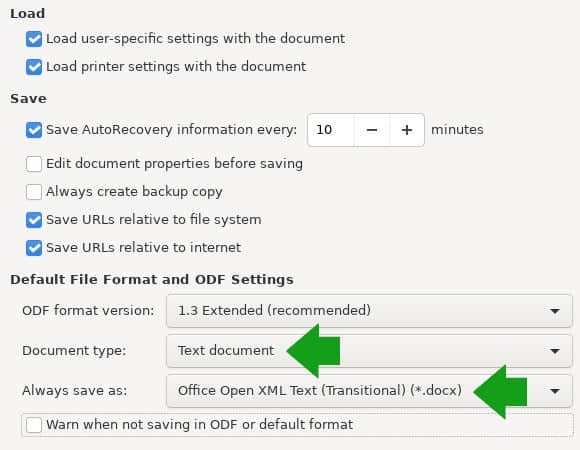 Load
Load user-specific settings with the document
Load printer settings with the document
Save
Save AutoRecovery information every: 10 minutes
Edit document properties before saving
Always create backup copy
Save URLs relative to file system
Save URLs relative to internet
Default File Format and ODF Settings
ODF format version: 1.3 Extended (recommended)
Document type: Text document
Always save as: Office Open XML Text (Transitional) (*.docx)
Warn when not saving in ODF or default format